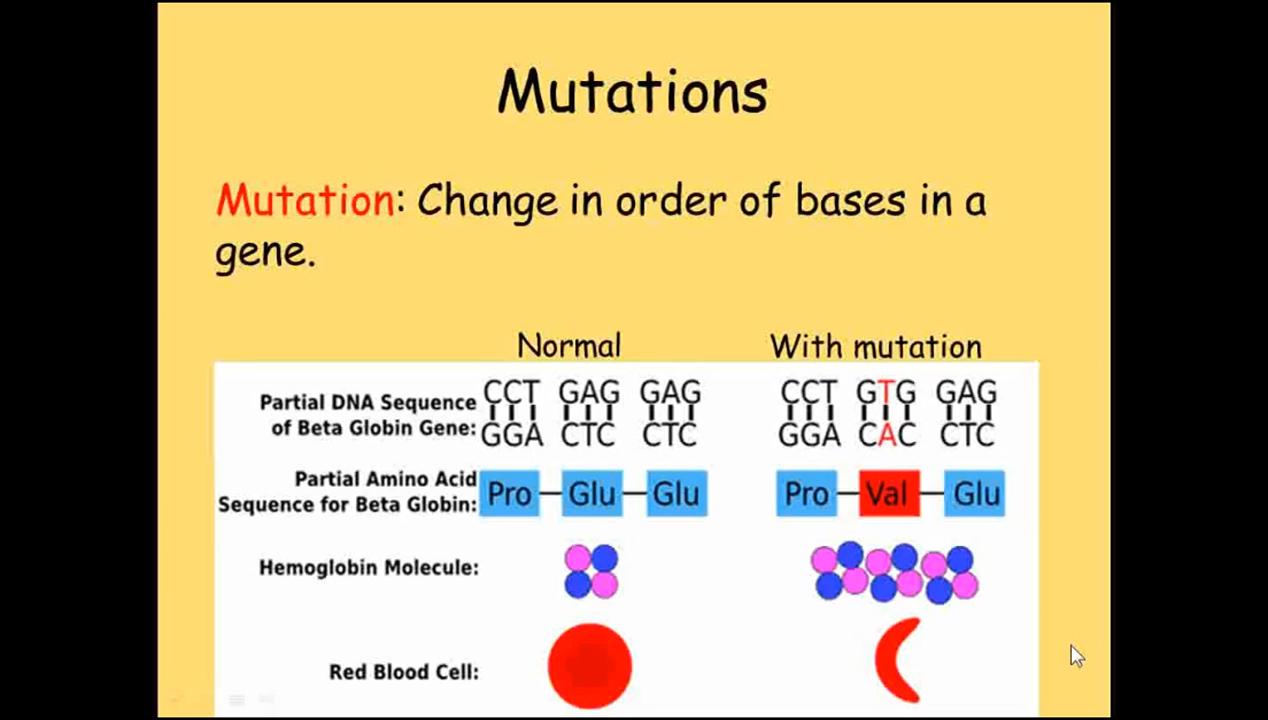 Mutations
Mutation: Change in order of bases in a
gene.
Normal With mutation
Partial DNA Sequence
of Beta Globin Gene:
CCT GAG GAG CCT GTG GAG
GGA CTC CTC GGA CAC CTC
Partial Amino Acid
Sequence for Beta Globin:
Pro Glu Glu Pro Val Glu
Hemoglobin Molecule:
Red Blood Cell: